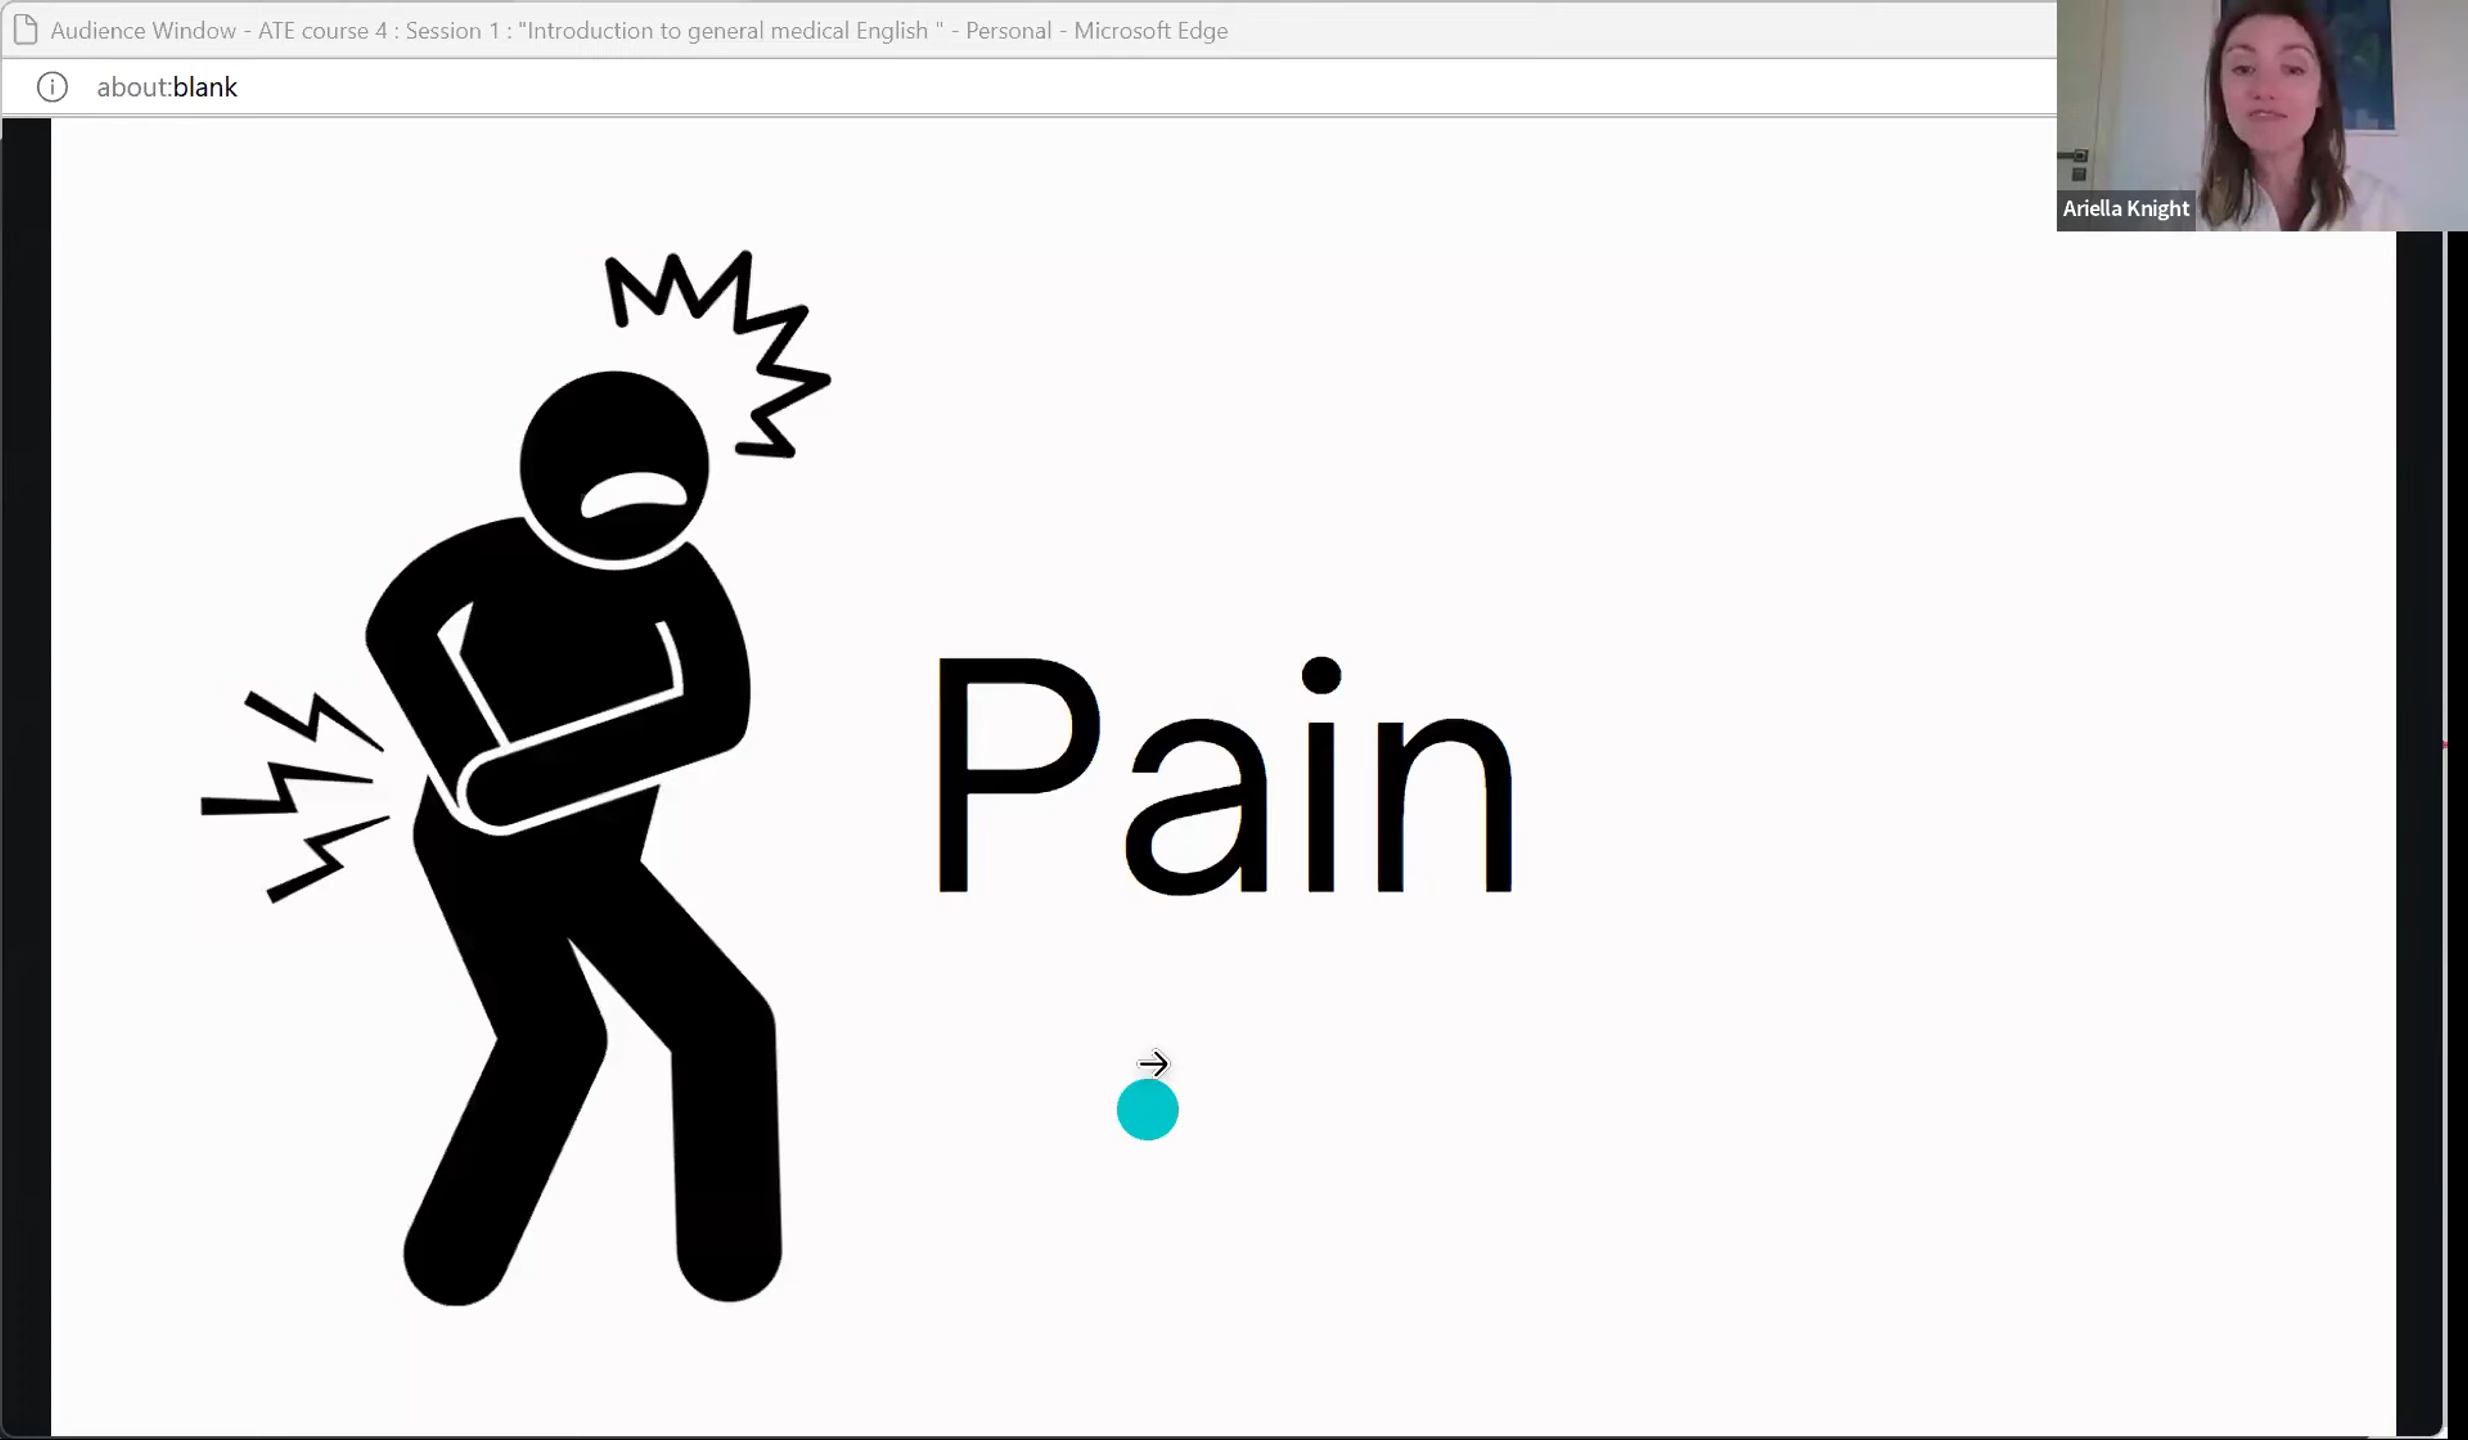 Audience Window - ATE course 4 : Session 1 : "Introduction to general medical English " - Personal - Microsoft Edge
about:blank
Ariella Knight
Pain